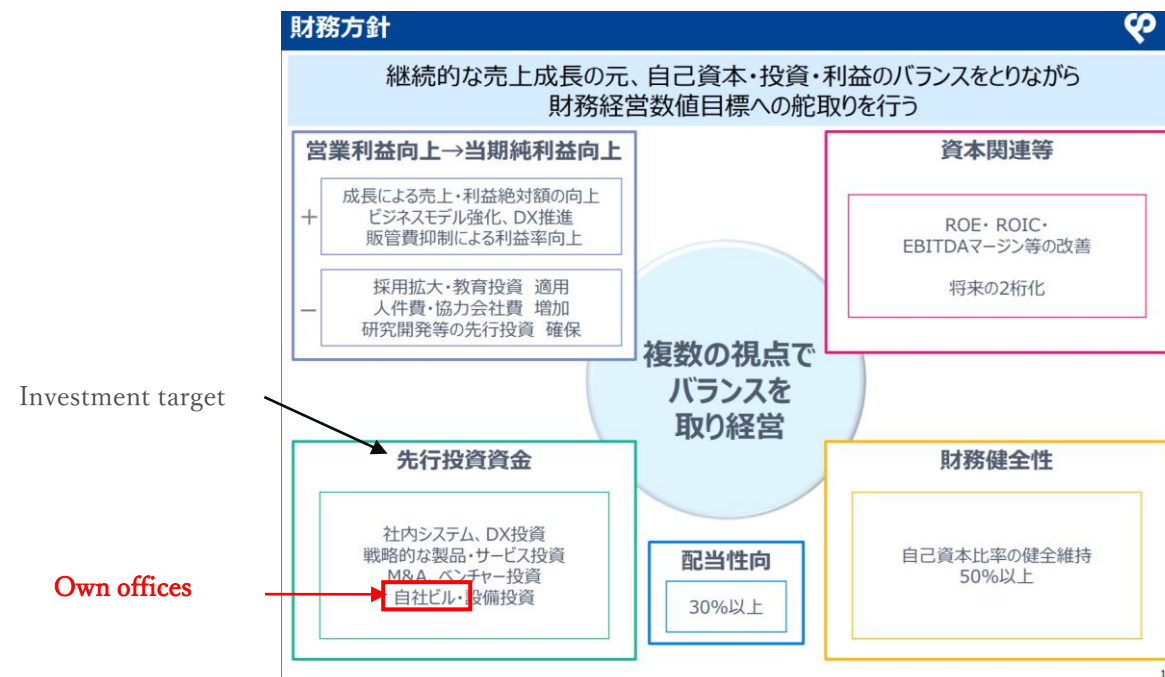 財務方針
継続的な売上成長の元、自己資本・投資・利益のバランスをとりながら
財務経営数値目標への舵取りを行う
営業利益向上→当期純利益向上
+
成長による売上・利益絶対額の向上
ビジネスモデル強化、DX推進
販管費抑制による利益率向上
−
採用拡大・教育投資 適用
人件費・協力会社費 増加
研究開発等の先行投資 確保
資本関連等
ROE・ ROIC・
EBITDAマージン等の改善
将来の2桁化
複数の視点で
バランスを
取り経営
Investment target
先行投資資金
社内システム、DX投資
戦略的な製品・サービス投資
M&A、ベンチャー投資
自社ビル・設備投資
Own offices
配当性向
30%以上
財務健全性
自己資本比率の健全維持
50%以上
1